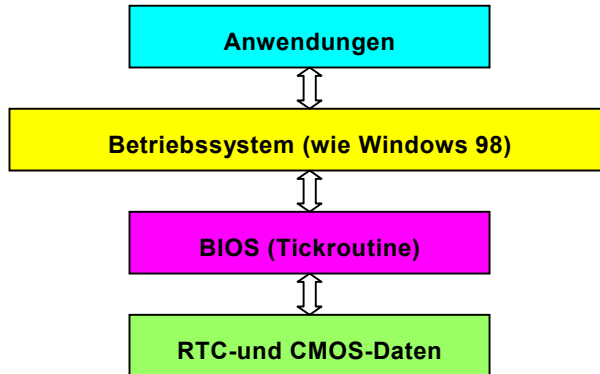 Anwendungen
Betriebssystem (wie Windows 98)
BIOS (Tickroutine)
RTC-und CMOS-Daten